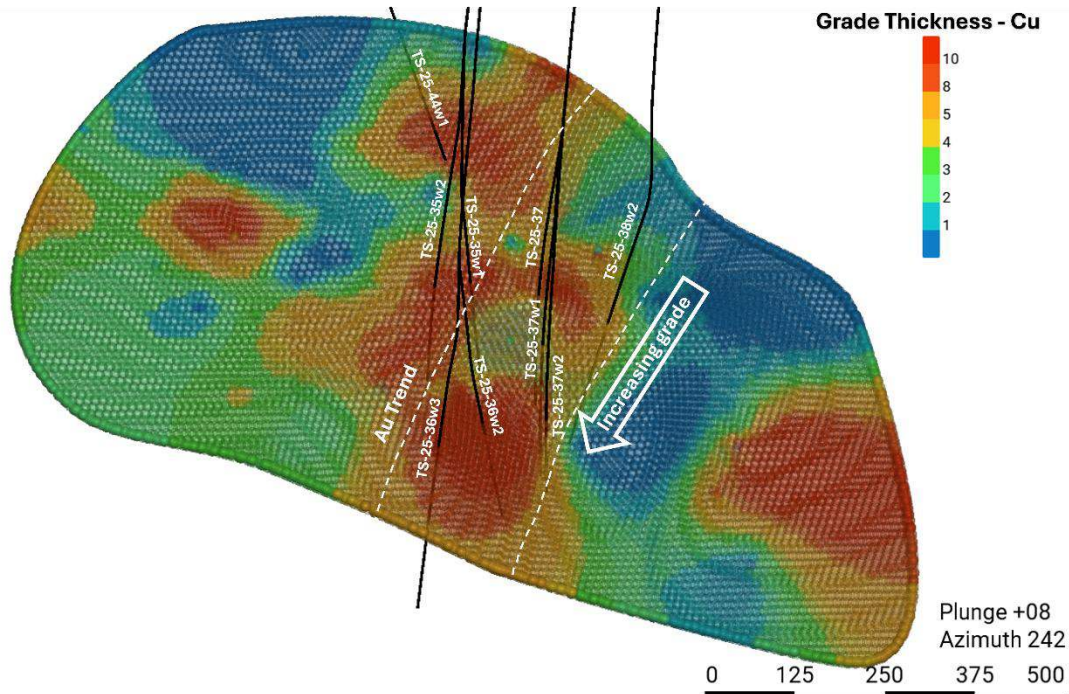 Grade Thickness - Cu
10
8
5
4
3
2
1
TS-25-44w1
TS-25-35w2
TS-25-35w1
TS-25-37
TS-25-38w2
TS-25-37w1
TS-25-37w2
TS-25-36w2
TS-25-36w3
Au Trend
Increasing grade
Plunge +08
Azimuth 242
0 125 250 375 500